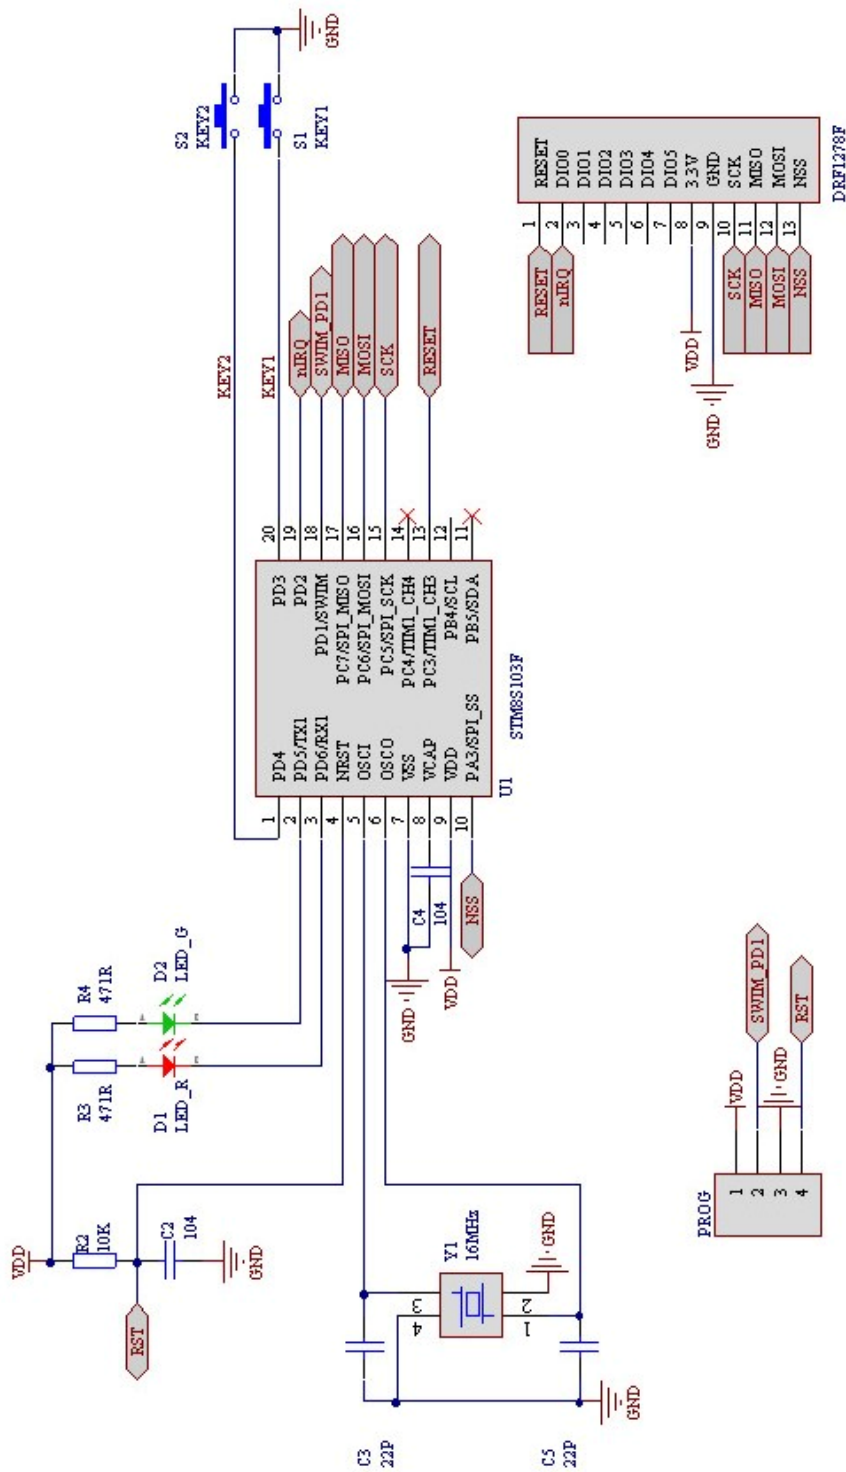 VDD
R2
10K
C2
104
GND
RST
R3
471R
R4
471R
D1
LED_R
D2
LED_G
C3
22P
C5
22P
GND
Y1
16MHz
3
4
2
1
GND
GND
VDD
C4
104
NSS
1
2
3
4
5
6
7
8
9
10
PD4
PD5/TX1
PD6/RX1
NRST
OSCI
OSCO
VSS
VCAP
VDD
PA3/SPI_SS
U1
STM8S103F
PD3
PD2
PD1/SWIM
PC7/SPI_MISO
PC6/SPI_MOSI
PC5/SPI_SCK
PC4/TIM1_CH4
PC3/TIM1_CH3
PB4/SCL
PB5/SDA
20
19
18
17
16
15
14
13
12
11
KEY2
KEY1
nIRQ
SWIM_PD1
MISO
MOSI
SCK
RESET
S2
KEY2
S1
KEY1
GND
PROG
1
2
3
4
VDD
SWIM_PD1
GND
RST
RESET
nIRQ
VDD
GND
SCK
MISO
MOSI
NSS
1
2
3
4
5
6
7
8
9
10
11
12
13
RESET
DIO0
DIO1
DIO2
DIO3
DIO4
DIO5
3.3V
GND
SCK
MISO
MOSI
NSS
DRF1278F